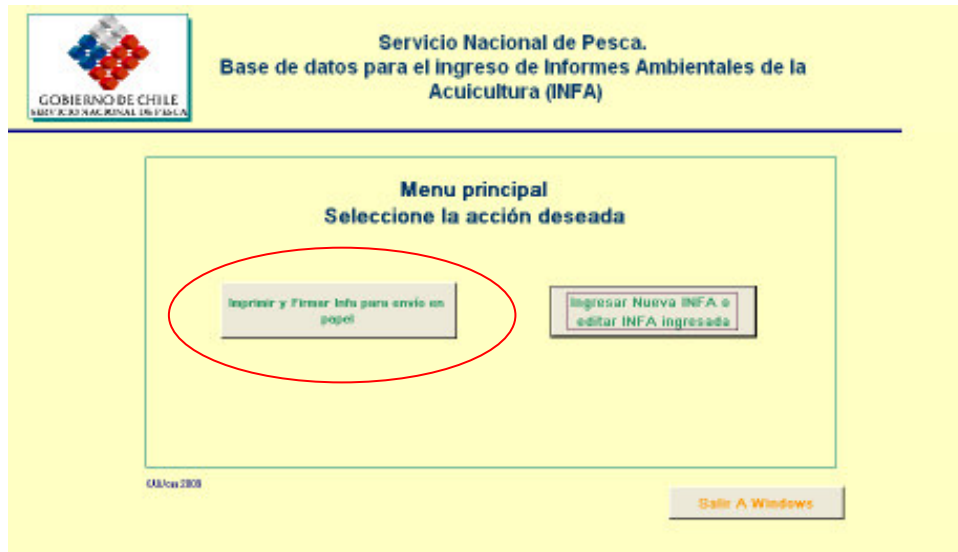 Servicio Nacional de Pesca.
Base de datos para el ingreso de Informes Ambientales de la
Acuicultura (INFA)
GOBIERNO DE CHILE
SERVICIO NACIONAL DE PESCA
Menu principal
Seleccione la acción deseada
Imprimir y Firmar Infa para envío en
papel
Ingresar Nueva INFA o
editar INFA ingresada
Salir A Windows